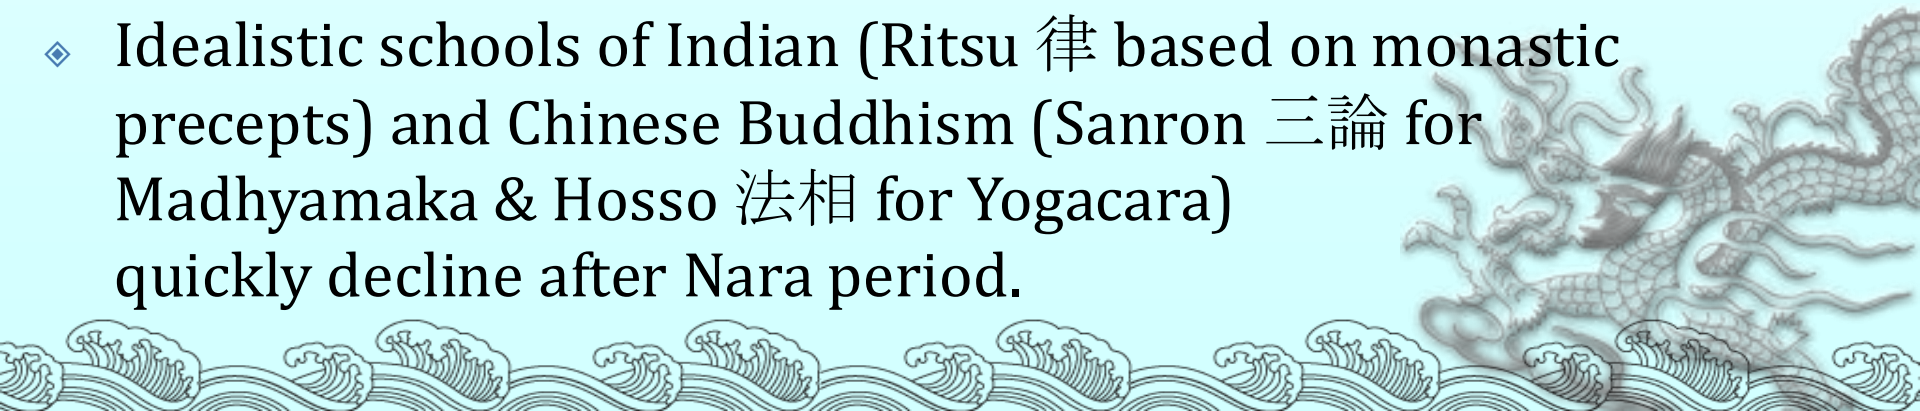 Idealistic schools of Indian (Ritsu 律 based on monastic
precepts) and Chinese Buddhism (Sanron 三論 for
Madhyamaka & Hosso 法相 for Yogacara)
quickly decline after Nara period.